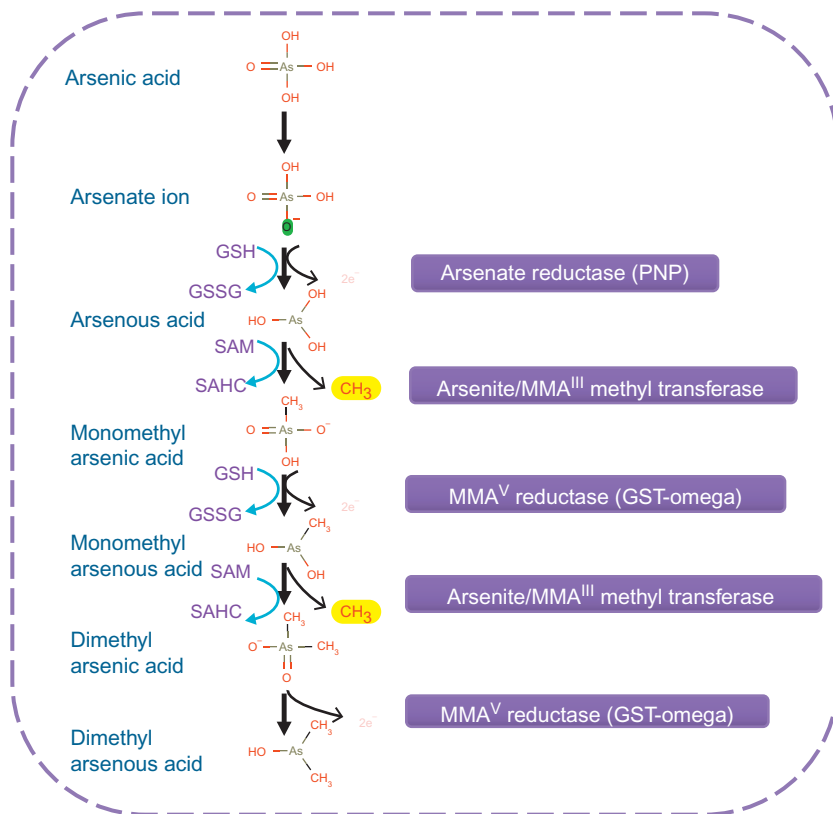 OH
Arsenic acid
O
As
OH
OH
OH
Arsenate ion
O
As
OH
O⁻
GSH
2e⁻
Arsenate reductase (PNP)
GSSG
OH
Arsenous acid
HO
As
OH
SAM
SAHC
CH₃
Arsenite/MMAᴵᴵᴵ methyl transferase
CH₃
Monomethyl
arsenic acid
O
As
O⁻
OH
GSH
GSSG
2e⁻
MMAⱽ reductase (GST-omega)
CH₃
Monomethyl
arsenous acid
HO
As
OH
SAM
SAHC
CH₃
Arsenite/MMAᴵᴵᴵ methyl transferase
CH₃
Dimethyl
arsenic acid
O⁻
As
CH₃
O
2e⁻
MMAⱽ reductase (GST-omega)
CH₃
Dimethyl
arsenous acid
HO
As
CH₃